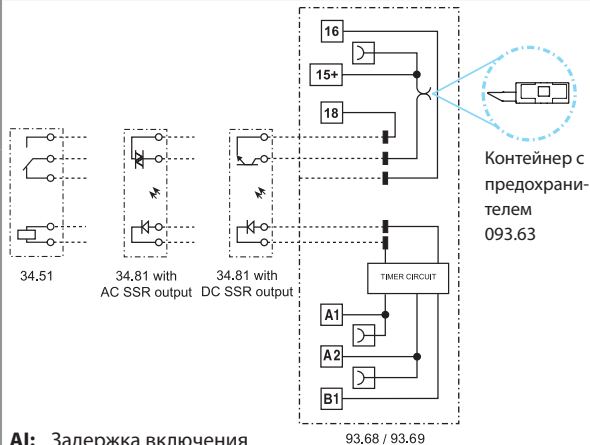 16
15+
18
Контейнер с
предохрани-
телем
093.63
34.51
34.81 with
AC SSR output
34.81 with
DC SSR output
TIMER CIRCUIT
A1
A2
B1
93.68 / 93.69
AI: Задержка включения